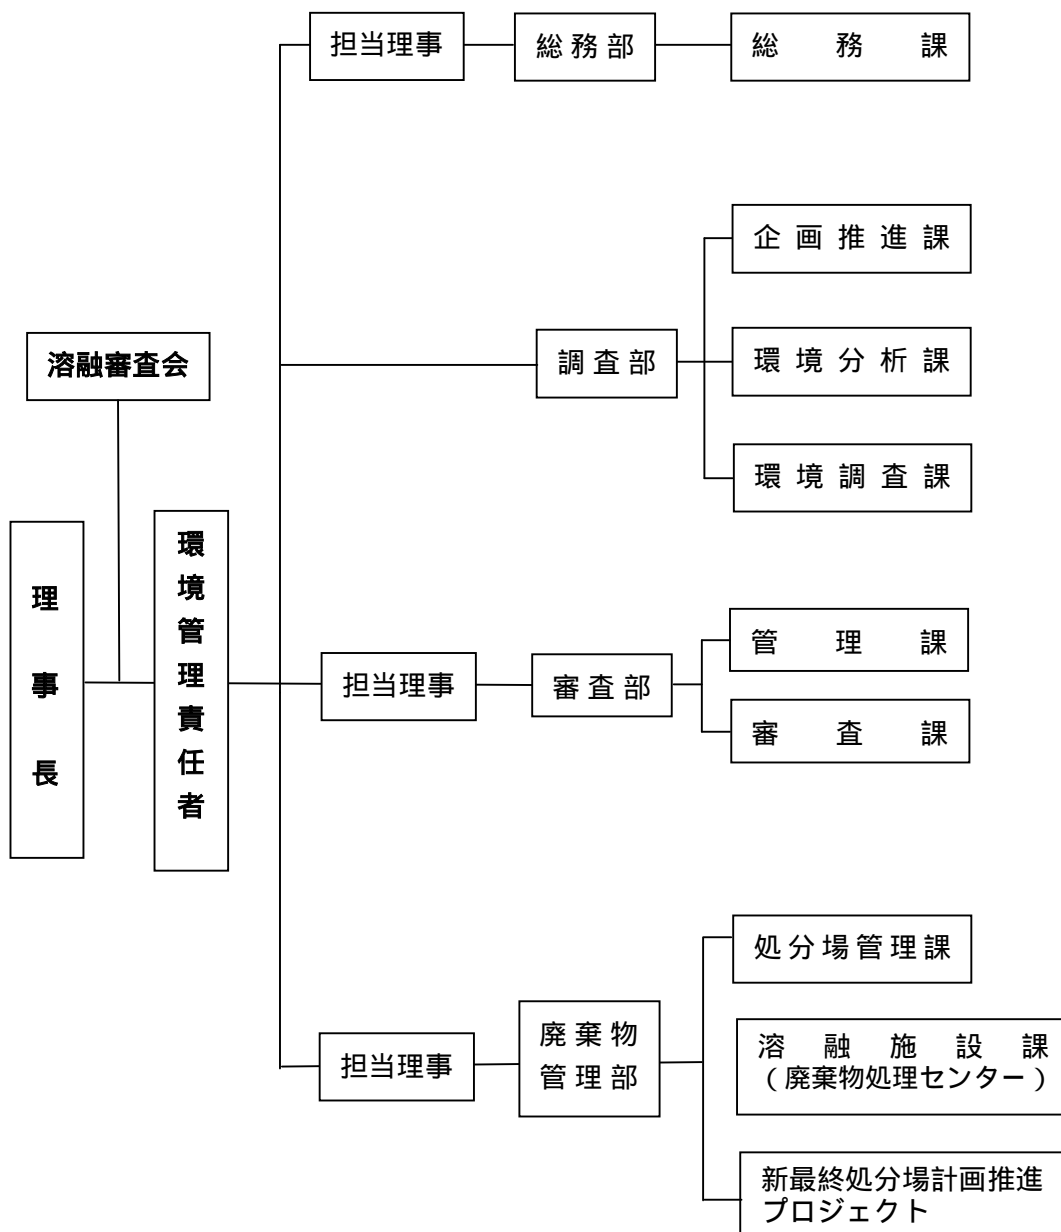 担当理事
総務部
総務課
企画推進課
溶融審査会
調査部
環境分析課
環境調査課
理事長
環境管理責任者
担当理事
審査部
管理課
審査課
処分場管理課
担当理事
廃棄物
管理部
溶融施設課
(廃棄物処理センター)
新最終処分場計画推進
プロジェクト